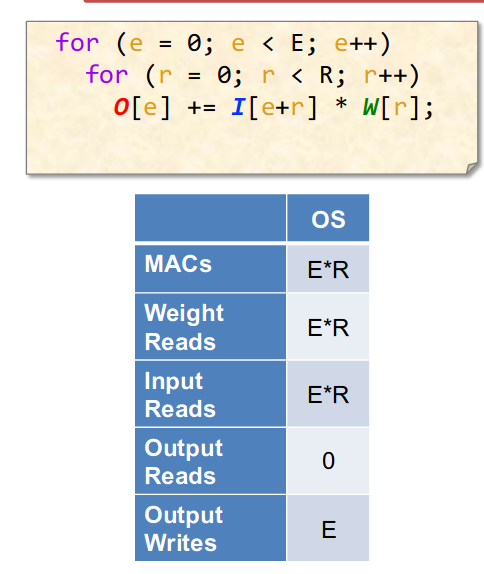 for (e = 0; e < E; e++)
for (r = 0; r < R; r++)
O[e] += I[e+r] * W[r];
OS
MACs
E*R
Weight
Reads
E*R
Input
Reads
E*R
Output
Reads
0
Output
Writes
E